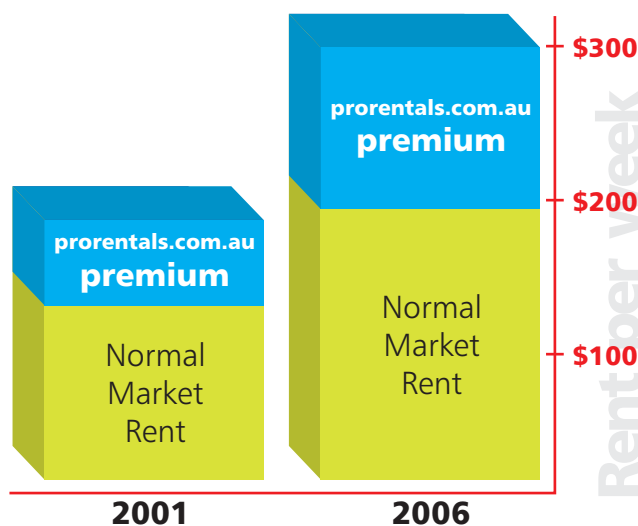 prorentals.com.au
premium
Normal
Market
Rent
prorentals.com.au
premium
Normal
Market
Rent
$300
$200
$100
Rent per week
2001
2006